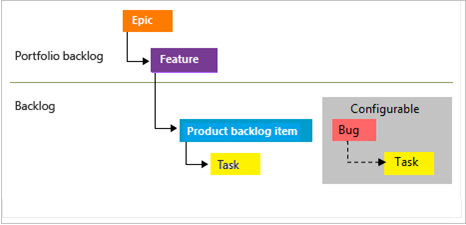 Epic
Portfolio backlog
Feature
Backlog
Configurable
Product backlog item
Bug
Task
Task